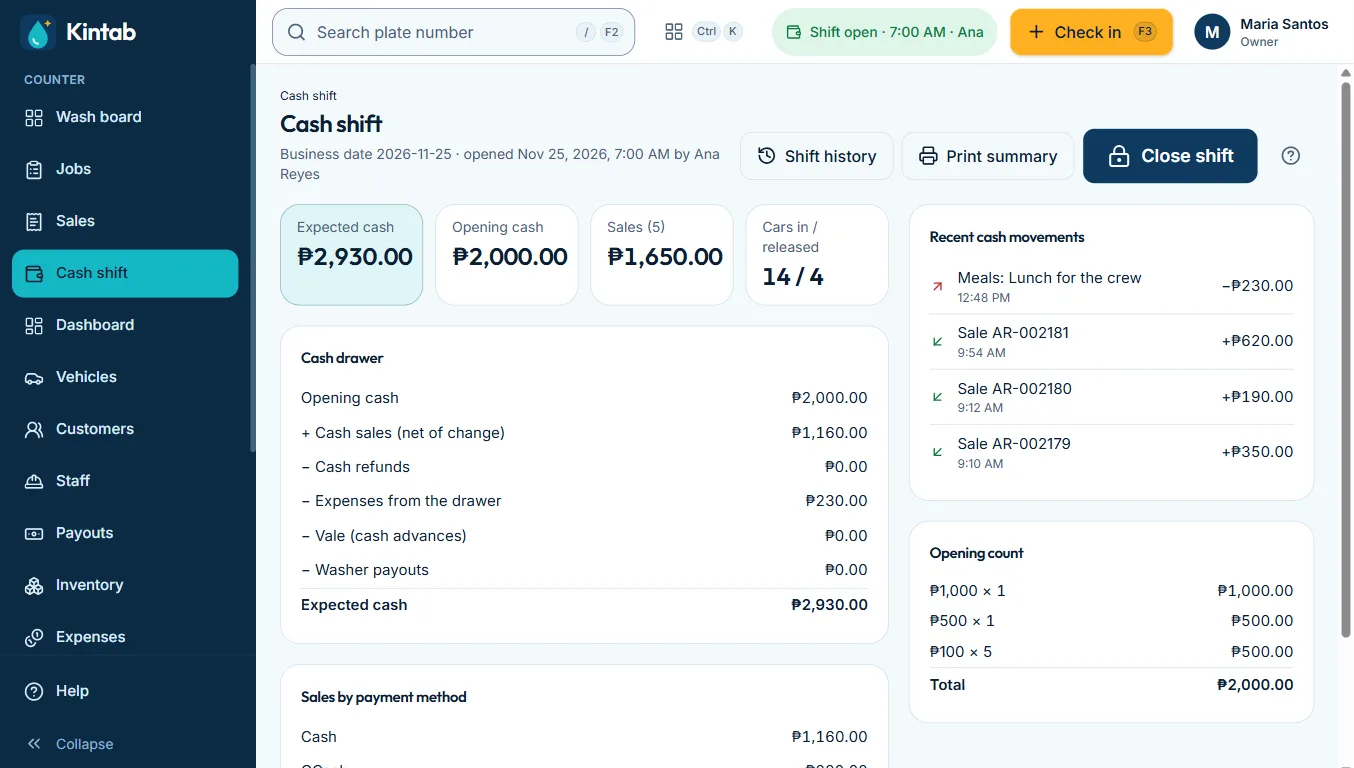 Kintab
Search plate number
/ F2
Ctrl K
Shift open · 7:00 AM · Ana
Check in F3
M
Maria Santos
Owner
COUNTER
Wash board
Jobs
Sales
Cash shift
Dashboard
Vehicles
Customers
Staff
Payouts
Inventory
Expenses
Help
Collapse
Cash shift
Cash shift
Business date 2026-11-25 · opened Nov 25, 2026, 7:00 AM by Ana
Reyes
Shift history
Print summary
Close shift
Expected cash
₱2,930.00
Opening cash
₱2,000.00
Sales (5)
₱1,650.00
Cars in /
released
14 / 4
Cash drawer
Opening cash ₱2,000.00
+ Cash sales (net of change) ₱1,160.00
− Cash refunds ₱0.00
− Expenses from the drawer ₱230.00
− Vale (cash advances) ₱0.00
− Washer payouts ₱0.00
Expected cash ₱2,930.00
Sales by payment method
Cash ₱1,160.00
Recent cash movements
Meals: Lunch for the crew −₱230.00
12:48 PM
Sale AR-002181 +₱620.00
9:54 AM
Sale AR-002180 +₱190.00
9:12 AM
Sale AR-002179 +₱350.00
9:10 AM
Opening count
₱1,000 × 1 ₱1,000.00
₱500 × 1 ₱500.00
₱100 × 5 ₱500.00
Total ₱2,000.00